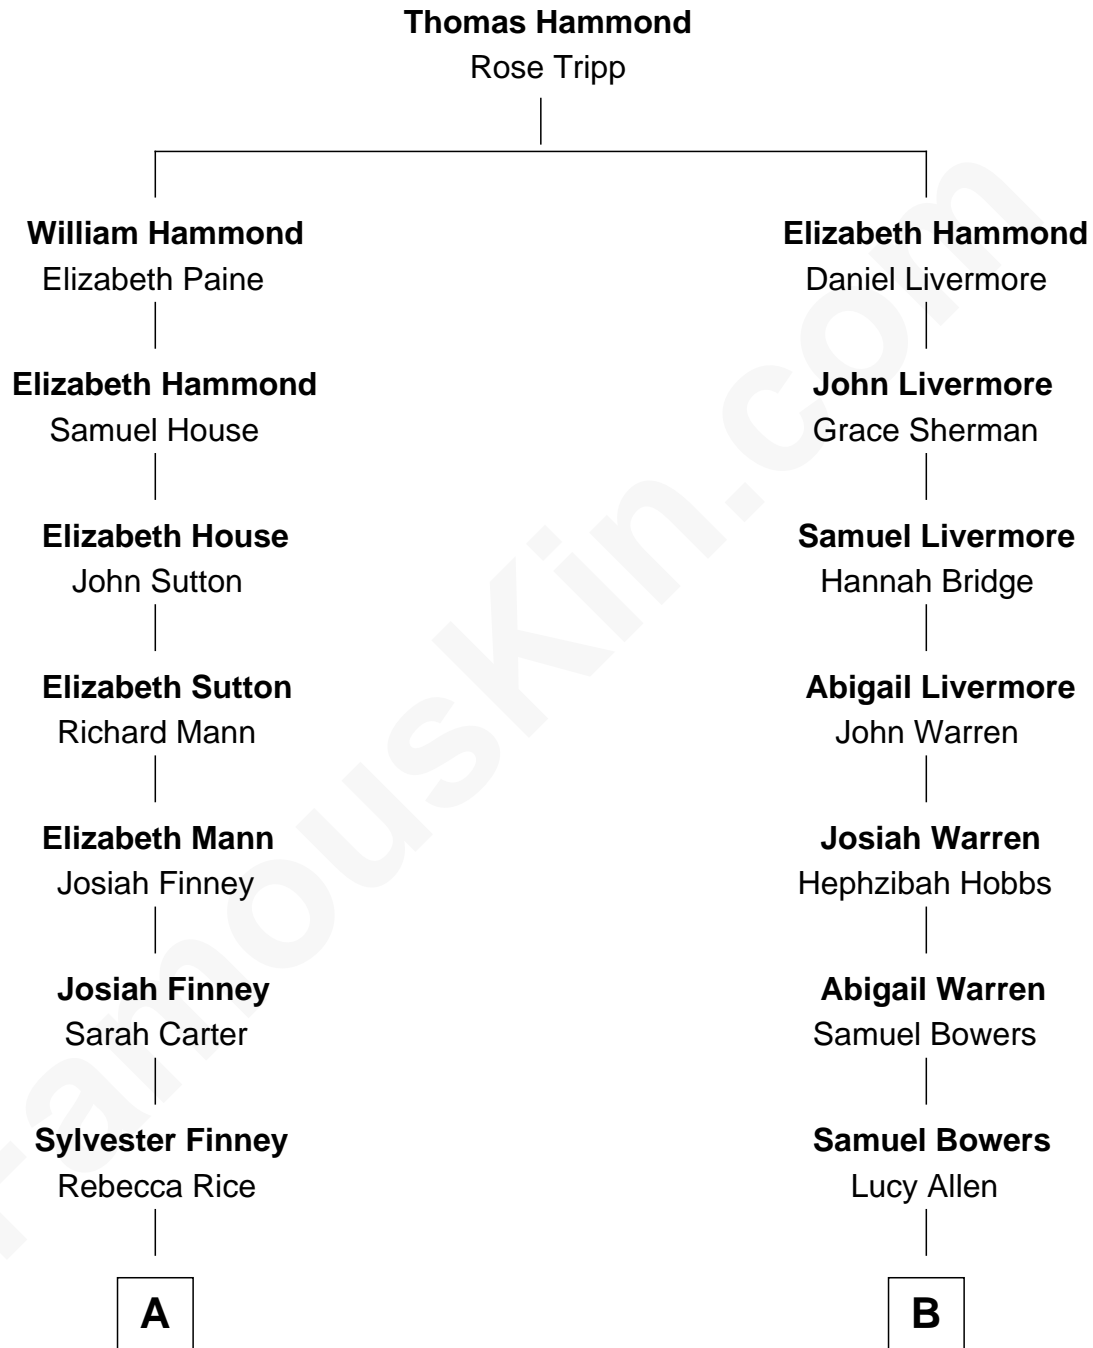 Thomas Hammond
Rose Tripp
William Hammond
Elizabeth Paine
Elizabeth Hammond
Samuel House
Elizabeth House
John Sutton
Elizabeth Sutton
Richard Mann
Elizabeth Mann
Josiah Finney
Josiah Finney
Sarah Carter
Sylvester Finney
Rebecca Rice
A
Elizabeth Hammond
Daniel Livermore
John Livermore
Grace Sherman
Samuel Livermore
Hannah Bridge
Abigail Livermore
John Warren
Josiah Warren
Hephzibah Hobbs
Abigail Warren
Samuel Bowers
Samuel Bowers
Lucy Allen
B
FamousKin.com